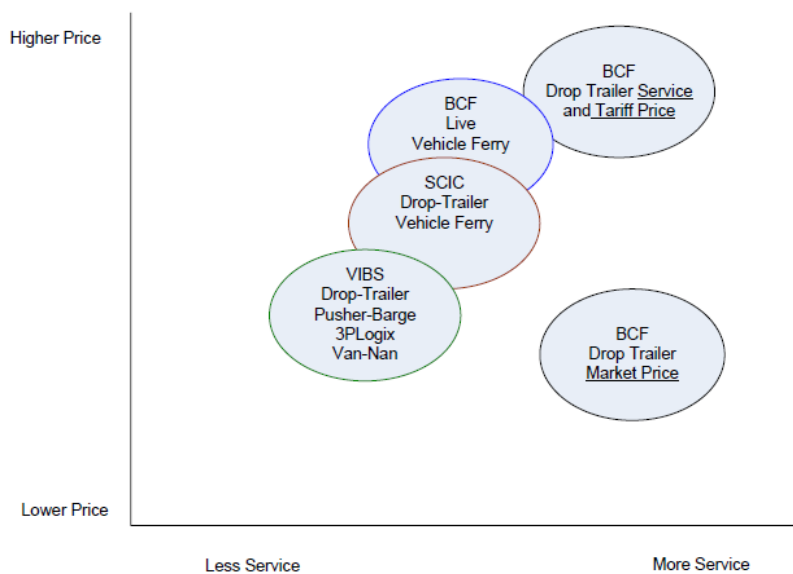 Higher Price
BCF
Drop Trailer Service
and Tariff Price
BCF
Live
Vehicle Ferry
SCIC
Drop-Trailer
Vehicle Ferry
VIBS
Drop-Trailer
Pusher-Barge
3PLogix
Van-Nan
BCF
Drop Trailer
Market Price
Lower Price
Less Service
More Service